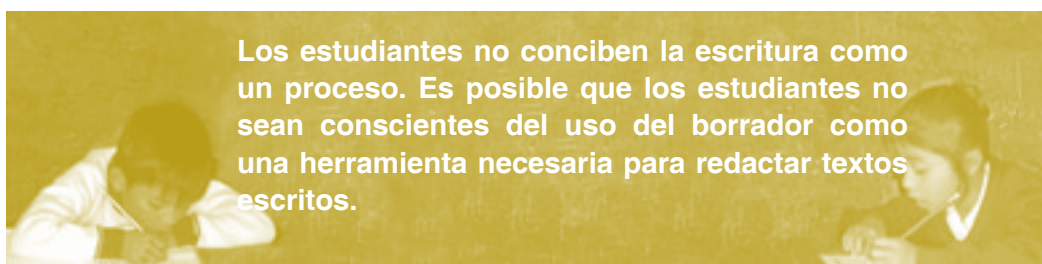 Los estudiantes no conciben la escritura como
un proceso. Es posible que los estudiantes no
sean conscientes del uso del borrador como
una herramienta necesaria para redactar textos
escritos.